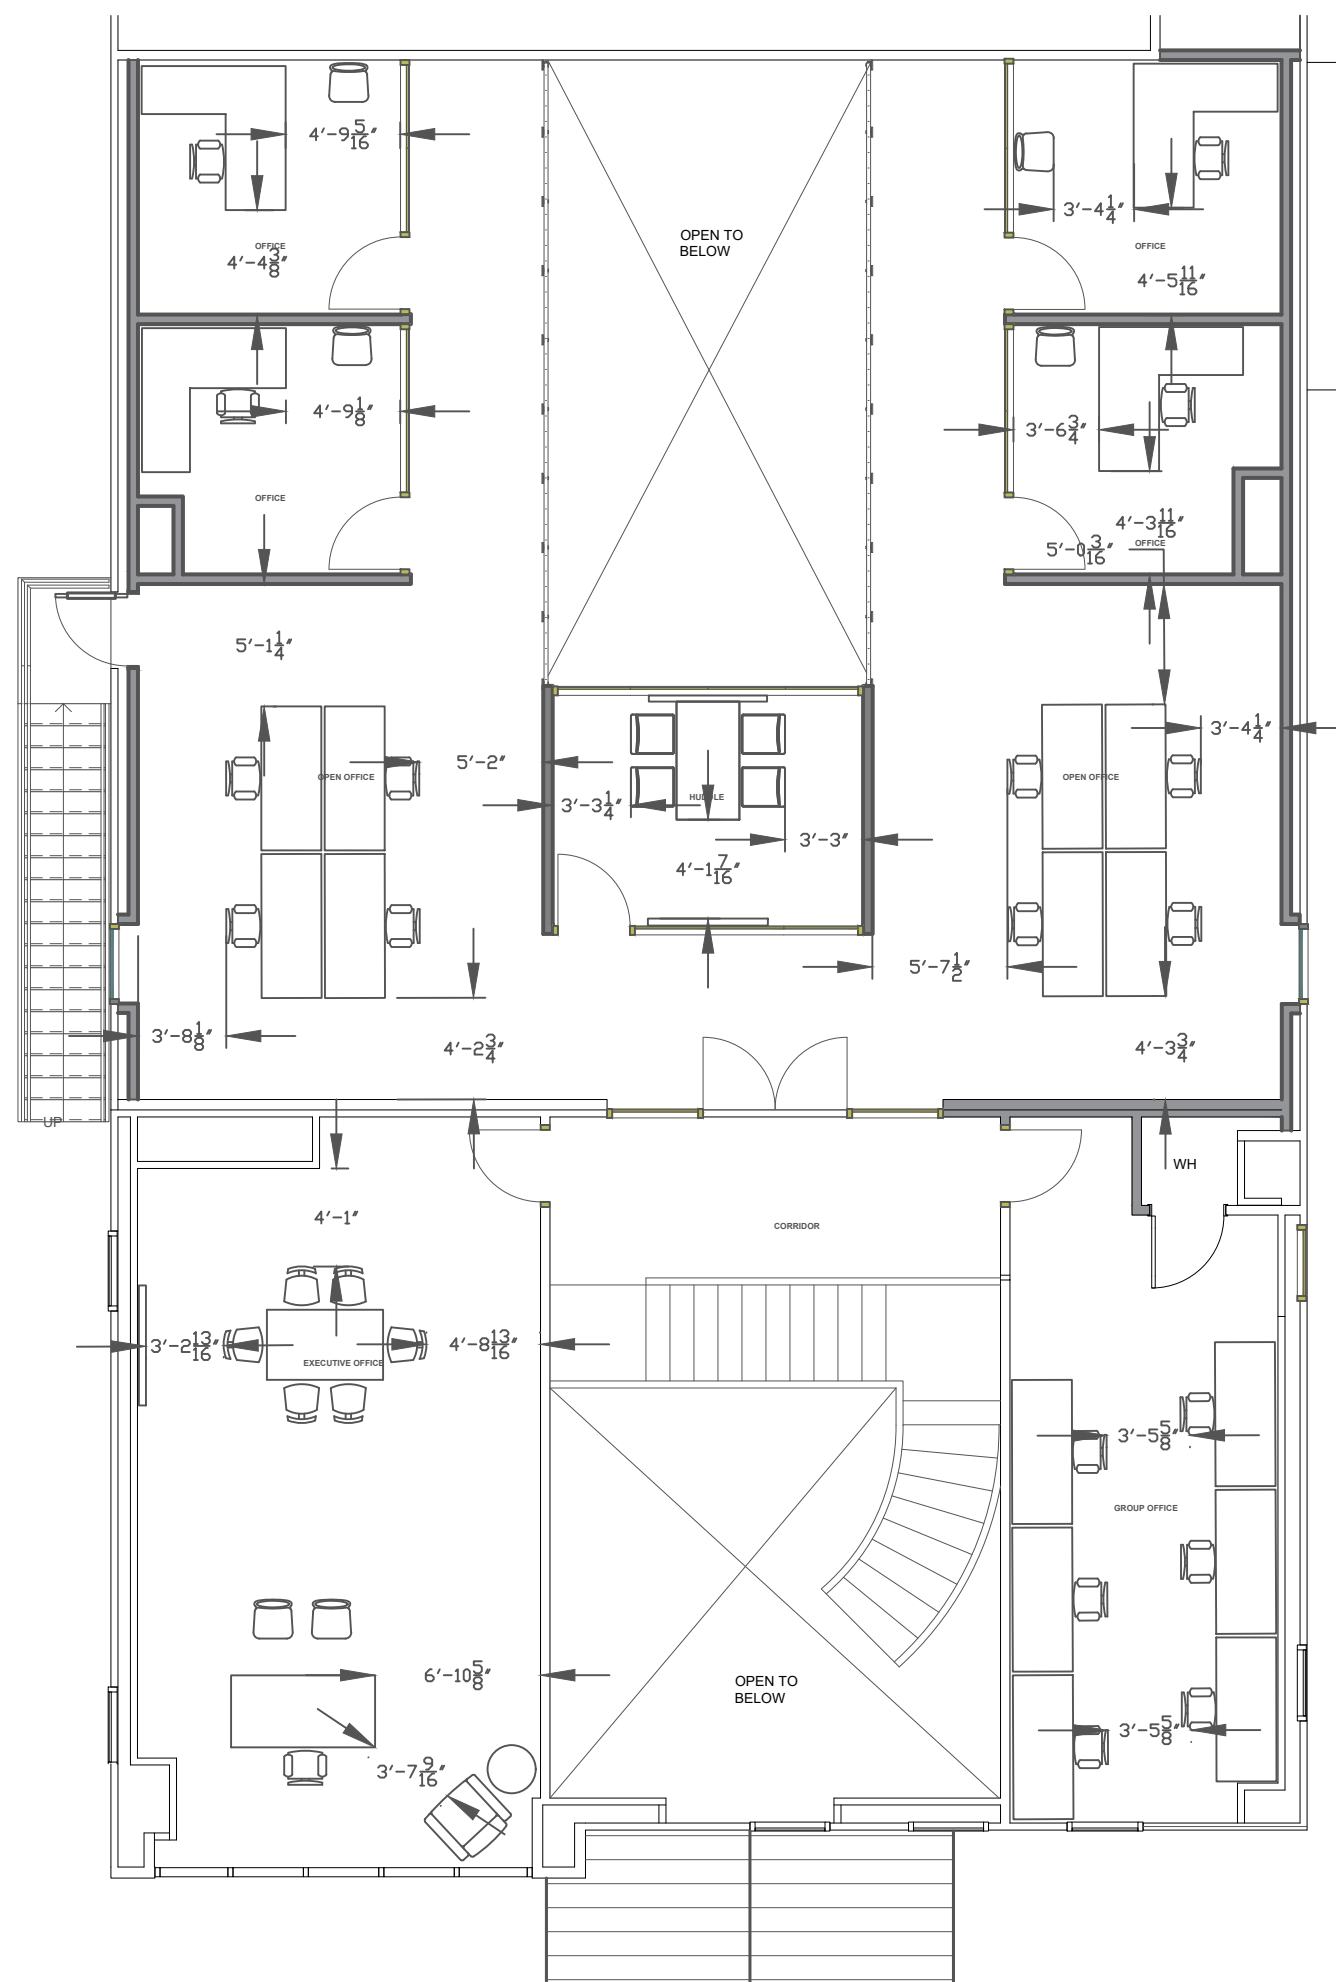 4'-9 5/16"
3'-4 1/4"
OPEN TO
BELOW
OFFICE
4'-4 3/8"
OFFICE
4'-5 11/16"
4'-9 1/8"
3'-6 3/4"
OFFICE
4'-3 11/16"
5'-0 3/16"
OFFICE
5'-1 1/4"
3'-4 1/4"
5'-2"
OPEN OFFICE
OPEN OFFICE
HUDDLE
3'-3 1/4"
3'-3"
4'-1 7/16"
5'-7 1/2"
3'-8 1/8"
4'-2 3/4"
4'-3 3/4"
UP
WH
4'-1"
CORRIDOR
3'-2 13/16"
4'-8 13/16"
EXECUTIVE OFFICE
3'-5 5/8"
GROUP OFFICE
6'-10 5/8"
OPEN TO
BELOW
3'-5 5/8"
3'-7 9/16"